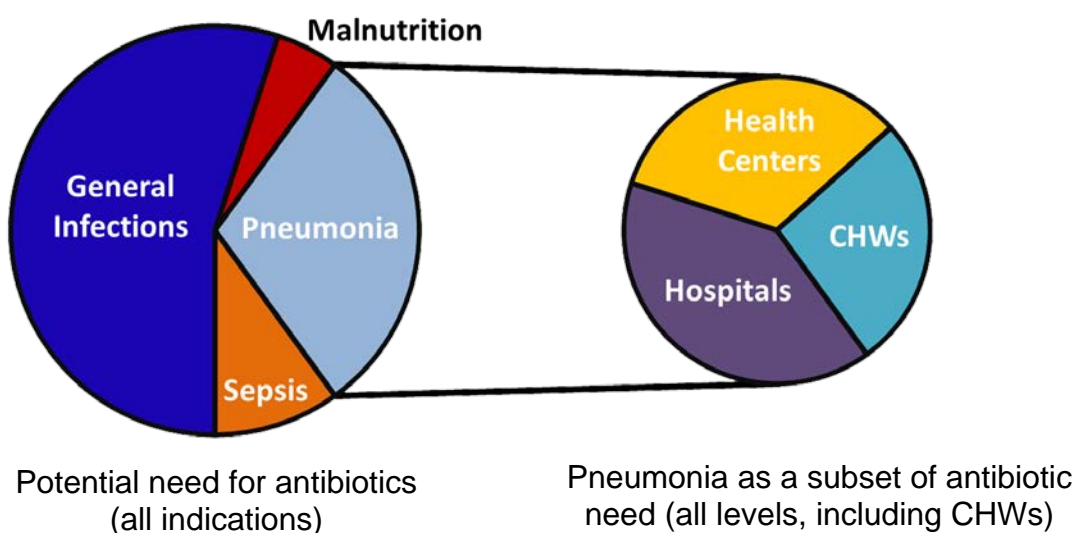 Malnutrition
General
Infections
Pneumonia
Sepsis
Health
Centers
CHWs
Hospitals
Potential need for antibiotics
(all indications)
Pneumonia as a subset of antibiotic
need (all levels, including CHWs)